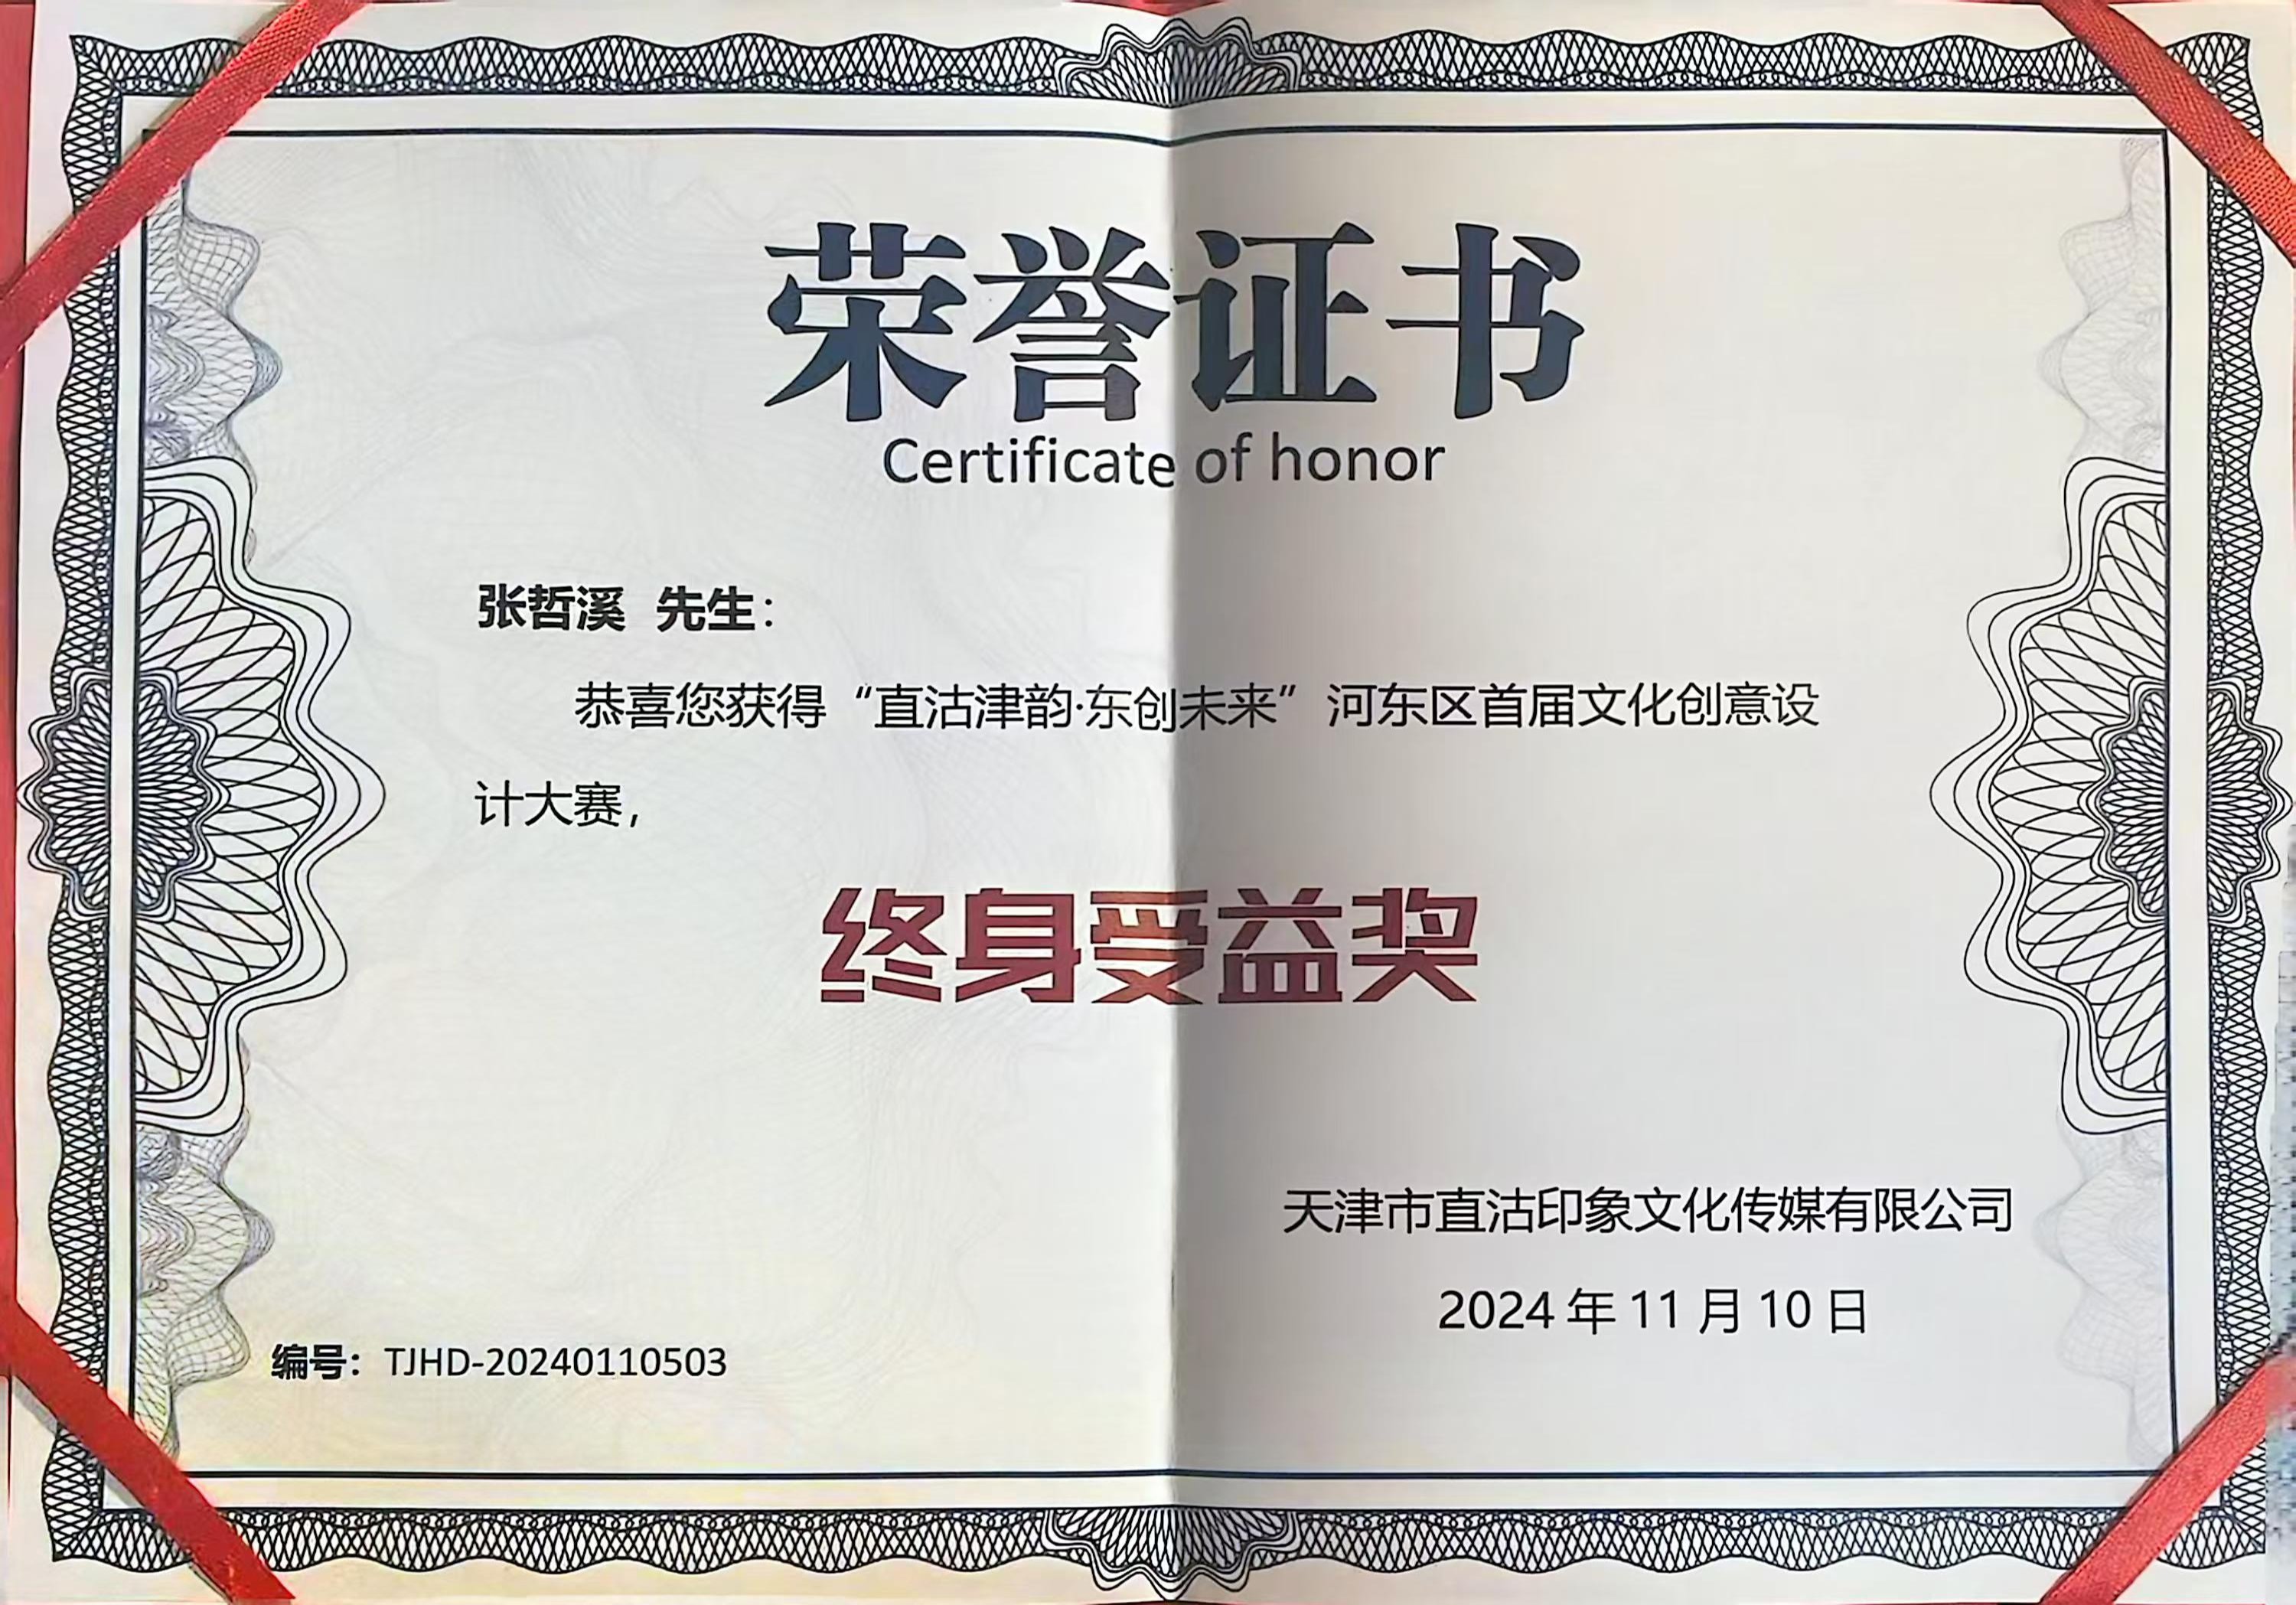 荣誉证书
Certificate of honor
张哲溪 先生：
恭喜您获得“直沽津韵·东创未来”河东区首届文化创意设
计大赛，
终身受益奖
天津市直沽印象文化传媒有限公司
2024 年 11 月 10 日
编号：TJHD-20240110503